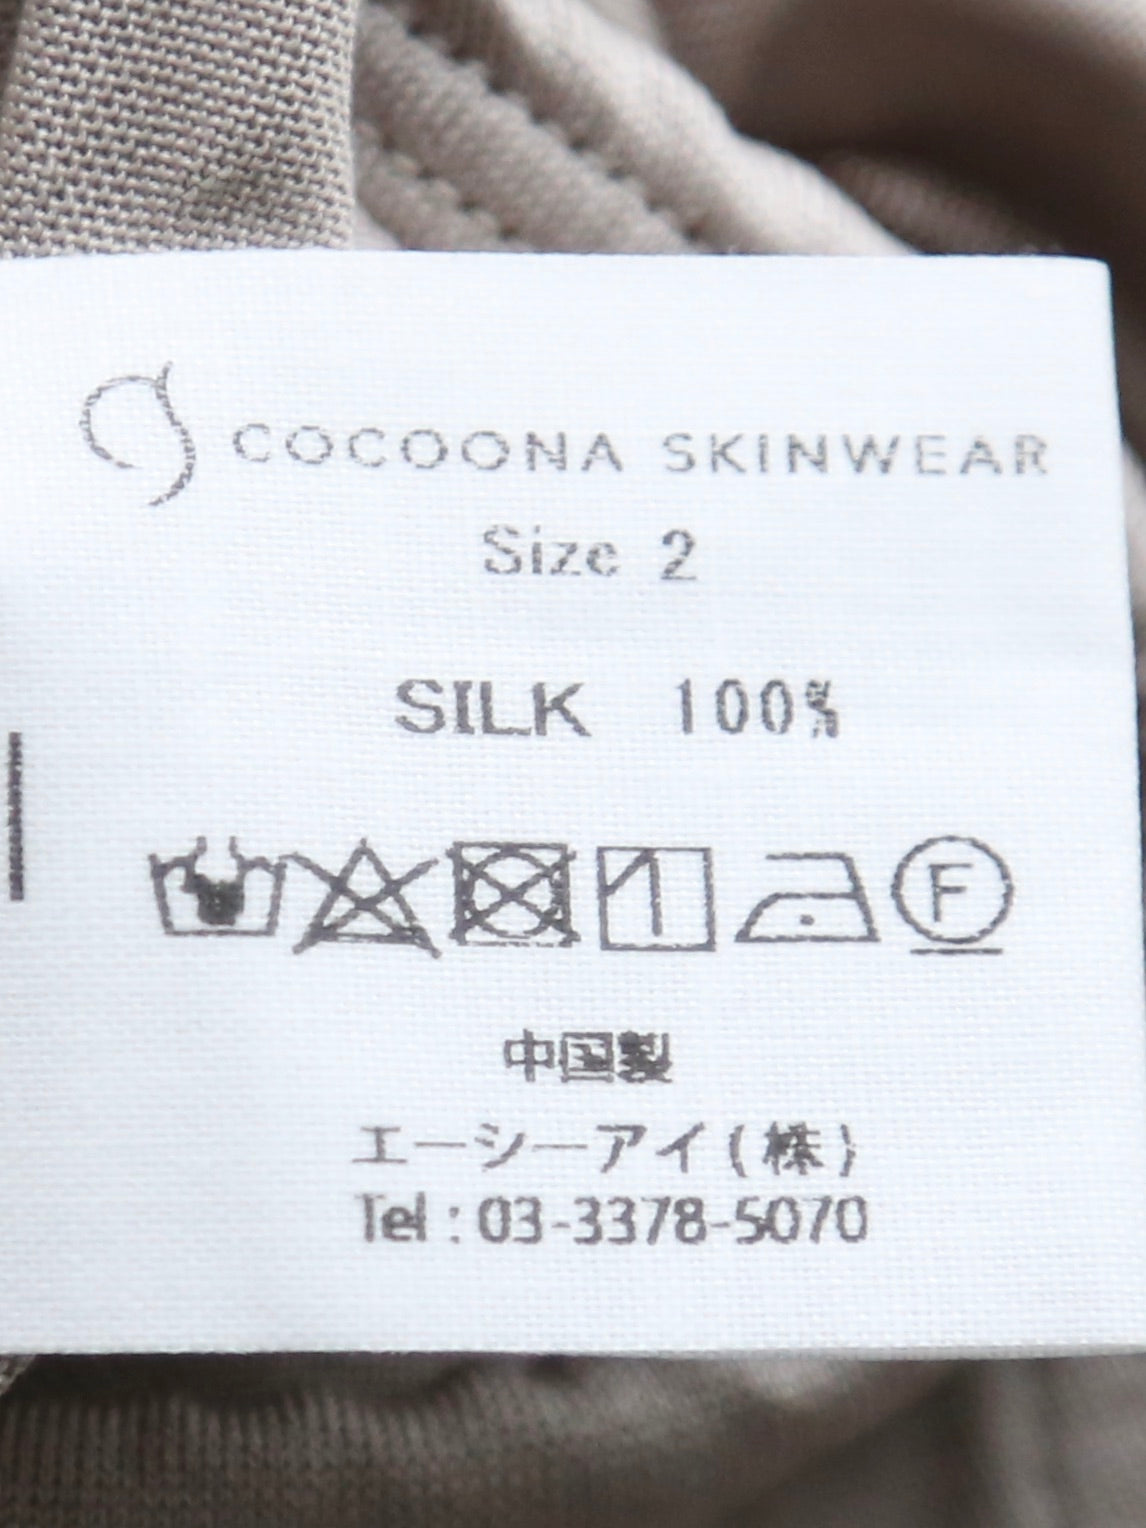 COCOONA SKINWEAR
Size 2
SILK 100%
F
中国製
エーシーアイ(株)
Tel : 03-3378-5070